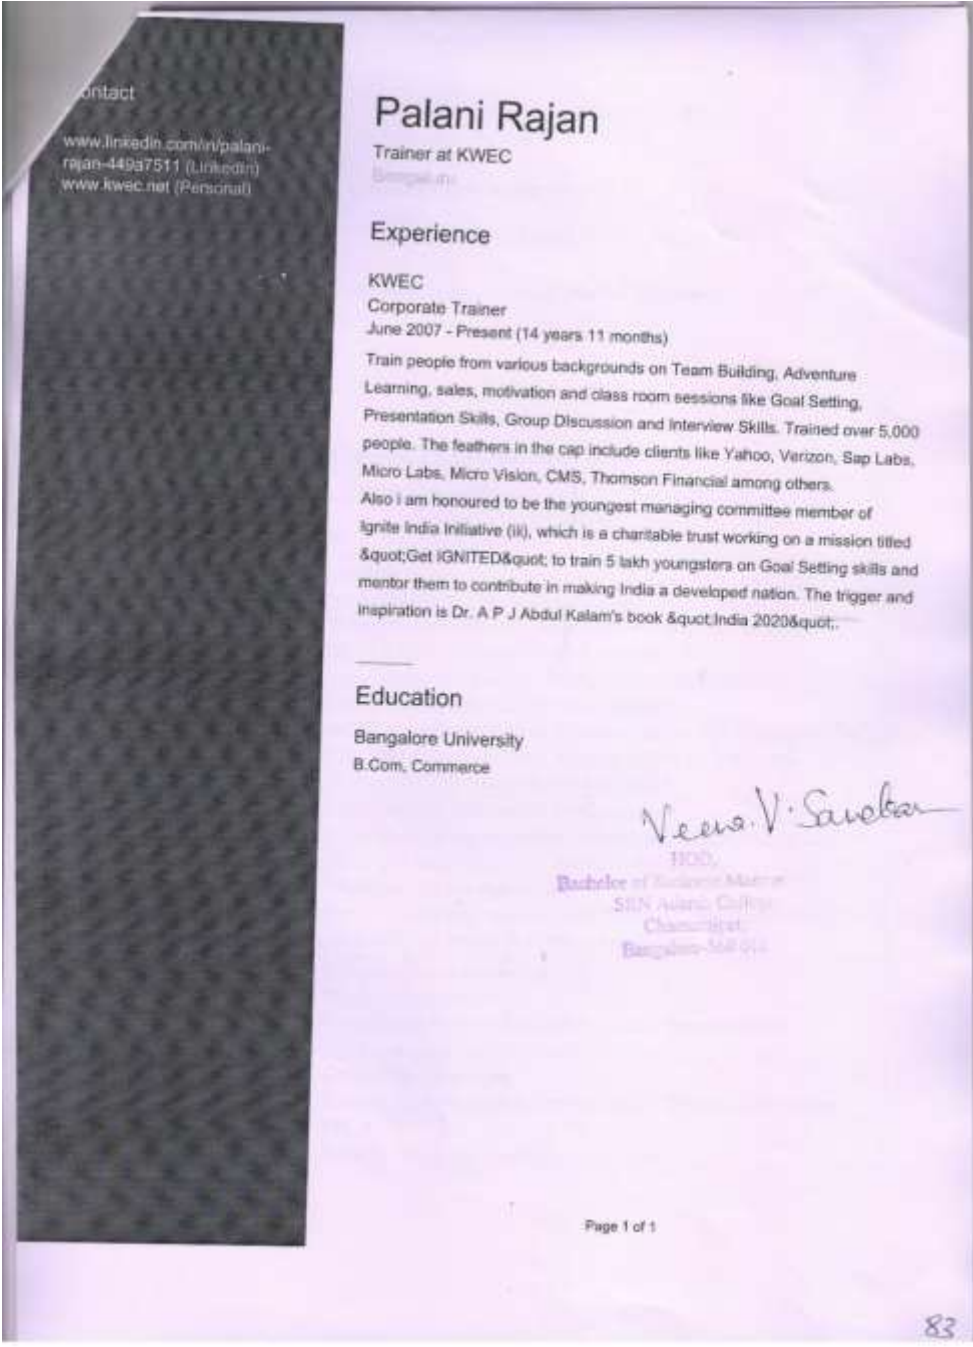 ontact
www.linkedin.com/in/palani-
rajan-449a7511 (LinkedIn)
www.kwec.net (Personal)
Palani Rajan
Trainer at KWEC
Bengaluru
Experience
KWEC
Corporate Trainer
June 2007 - Present (14 years 11 months)
Train people from various backgrounds on Team Building, Adventure
Learning, sales, motivation and class room sessions like Goal Setting,
Presentation Skills, Group Discussion and Interview Skills. Trained over 5,000
people. The feathers in the cap include clients like Yahoo, Verizon, Sap Labs,
Micro Labs, Micro Vision, CMS, Thomson Financial among others.
Also i am honoured to be the youngest managing committee member of
Ignite India Initiative (iii), which is a charitable trust working on a mission titled
&quot;Get IGNITED&quot; to train 5 lakh youngsters on Goal Setting skills and
mentor them to contribute in making India a developed nation. The trigger and
inspiration is Dr. A P J Abdul Kalam's book &quot;India 2020&quot;.
Education
Bangalore University
B.Com, Commerce
Veena. V.
HOD,
Bachelor of
College
Bangalore-560
Page 1 of 1
83